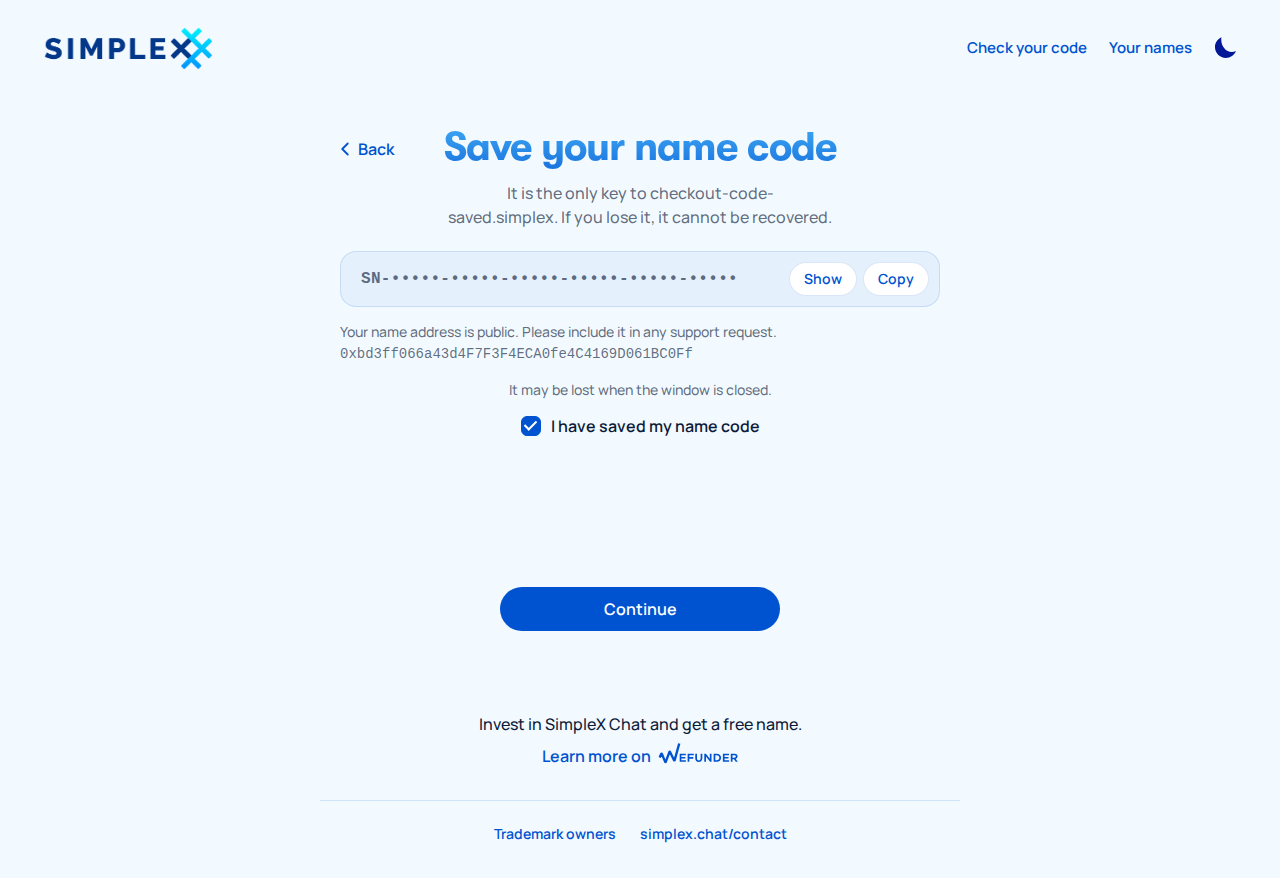 SIMPLEX
Check your code
Your names
Back
Save your name code
It is the only key to checkout-code-
saved.simplex. If you lose it, it cannot be recovered.
SN-•••••-•••••-•••••-•••••-•••••-•••••
Show
Copy
Your name address is public. Please include it in any support request.
0xbd3ff066a43d4F7F3F4ECA0fe4C4169D061BC0Ff
It may be lost when the window is closed.
I have saved my name code
Continue
Invest in SimpleX Chat and get a free name.
Learn more on WEFUNDER
Trademark owners
simplex.chat/contact